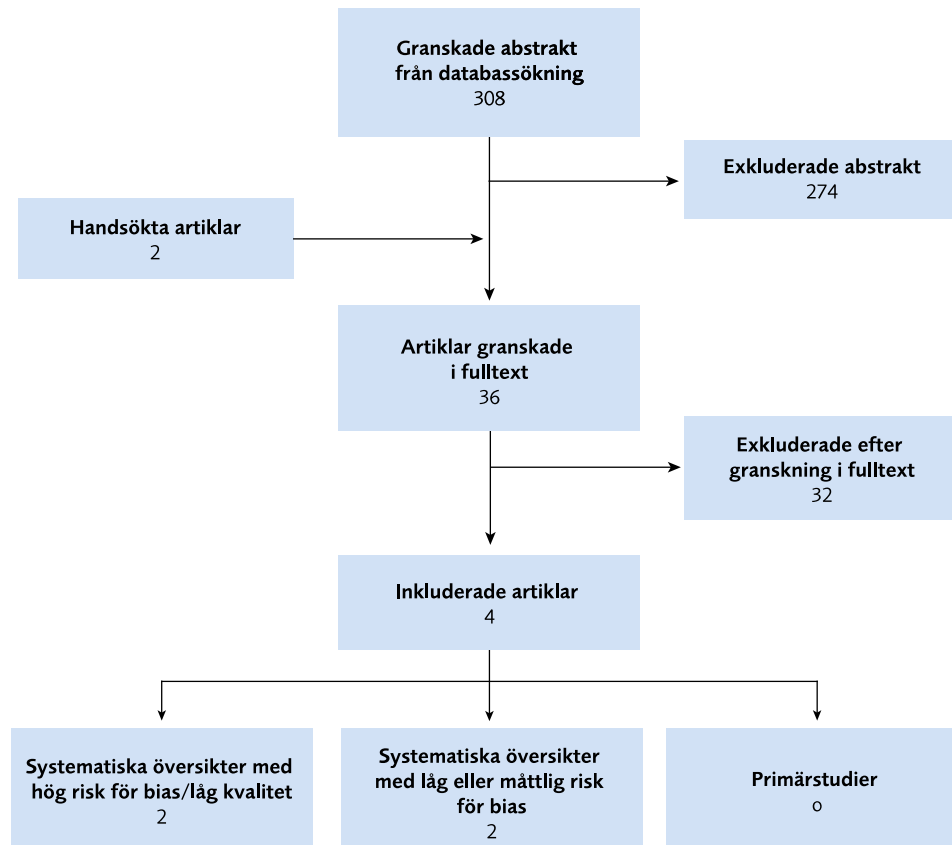 Granskade abstrakt
från databassökning
308
Exkluderade abstrakt
274
Handsökta artiklar
2
Artiklar granskade
i fulltext
36
Exkluderade efter
granskning i fulltext
32
Inkluderade artiklar
4
Systematiska översikter med
hög risk för bias/låg kvalitet
2
Systematiska översikter
med låg eller måttlig risk
för bias
2
Primärstudier
0